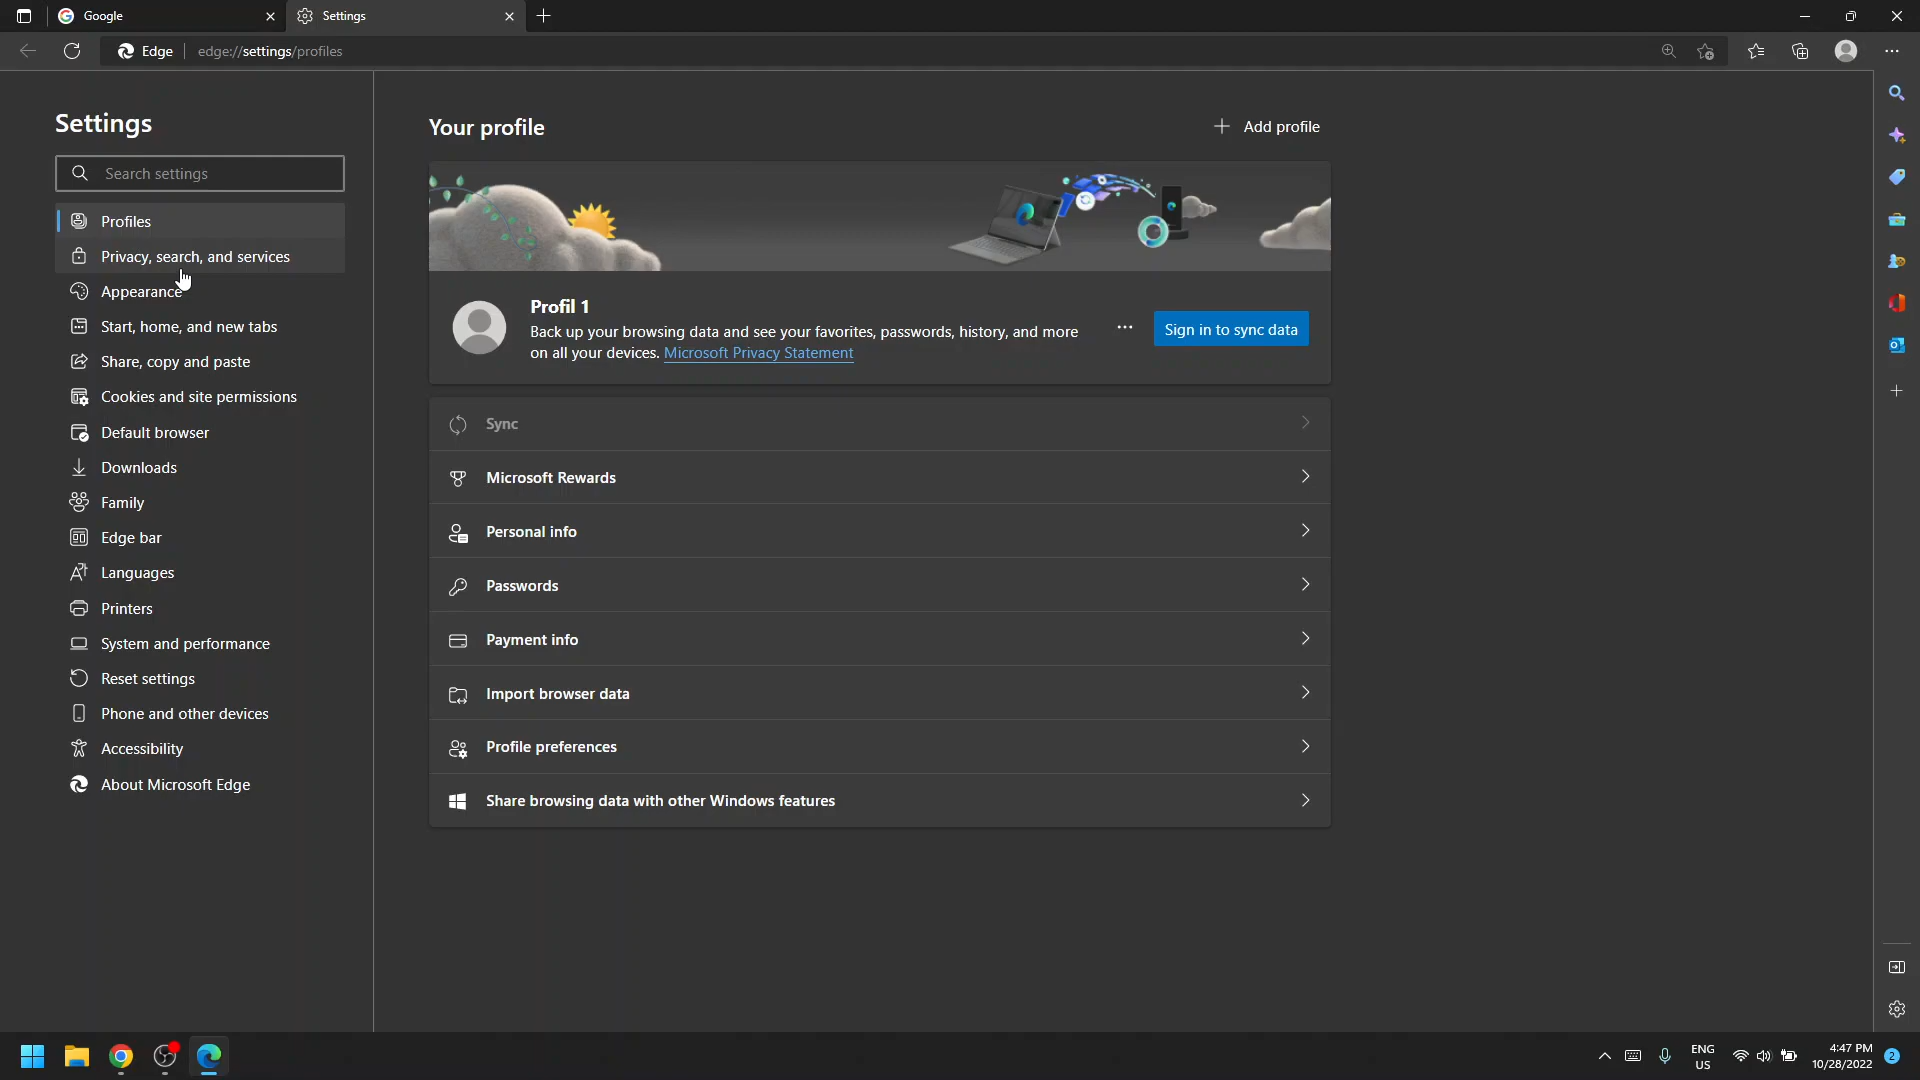 Google
Settings
Edge
edge://settings/profiles
Settings
Search settings
Profiles
Privacy, search, and services
Appearance
Start, home, and new tabs
Share, copy and paste
Cookies and site permissions
Default browser
Downloads
Family
Edge bar
Languages
Printers
System and performance
Reset settings
Phone and other devices
Accessibility
About Microsoft Edge
Your profile
Add profile
Profil 1
Back up your browsing data and see your favorites, passwords, history, and more
on all your devices. Microsoft Privacy Statement
Sign in to sync data
Sync
Microsoft Rewards
Personal info
Passwords
Payment info
Import browser data
Profile preferences
Share browsing data with other Windows features
ENG
US
4:47 PM
10/28/2022
2